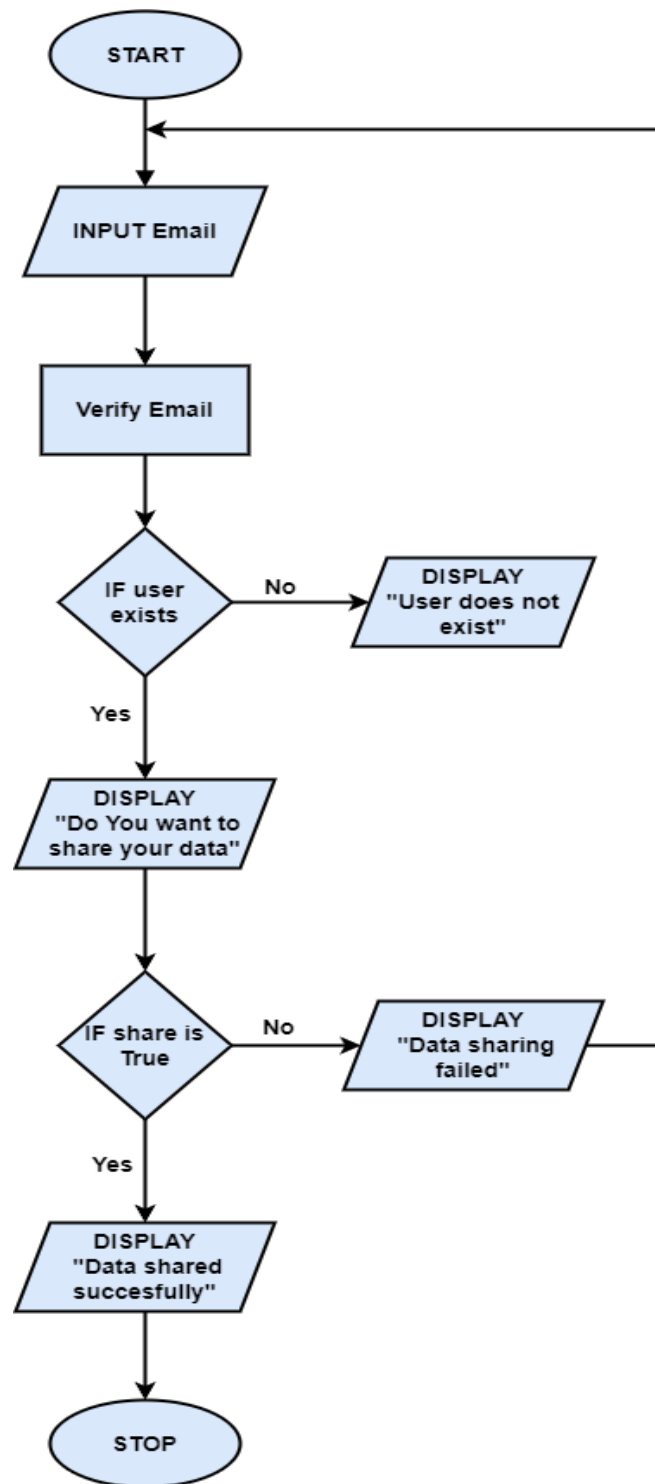 START
INPUT Email
Verify Email
IF user
exists
No
DISPLAY
"User does not
exist"
Yes
DISPLAY
"Do You want to
share your data"
IF share is
True
No
DISPLAY
"Data sharing
failed"
Yes
DISPLAY
"Data shared
succesfully"
STOP